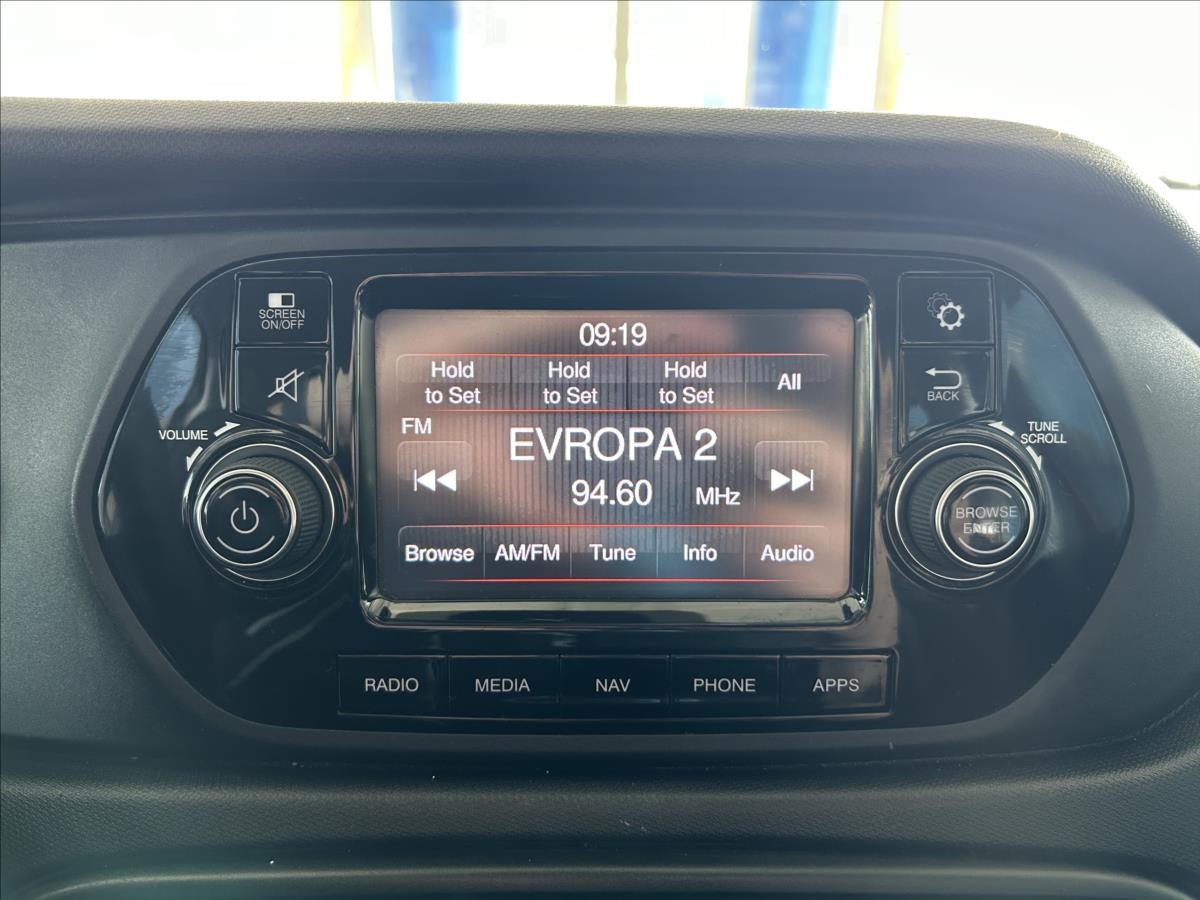 SCREEN
ON/OFF
VOLUME
09:19
Hold to Set
Hold to Set
Hold to Set
All
FM
EVROPA 2
94.60 MHz
Browse AM/FM Tune Info Audio
BACK
TUNE
SCROLL
BROWSE
ENTER
RADIO MEDIA NAV PHONE APPS